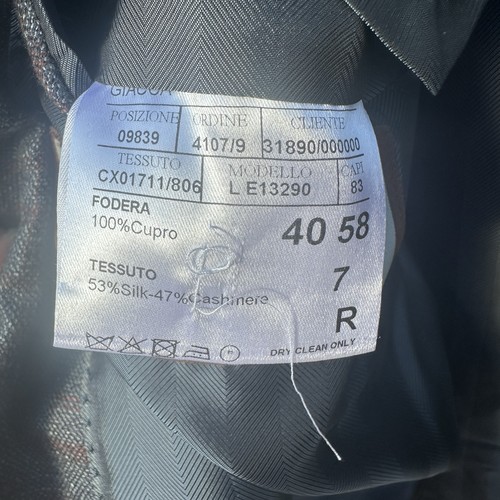 GIACCA
POSIZIONE ORDINE CLIENTE
09839 4107/9 31890/000000
TESSUTO MODELLO CAPI
CX01711/806 L E13290 83
FODERA
100%Cupro
40 58
TESSUTO
53%Silk-47%Cashmere
7
R
DRY CLEAN ONLY